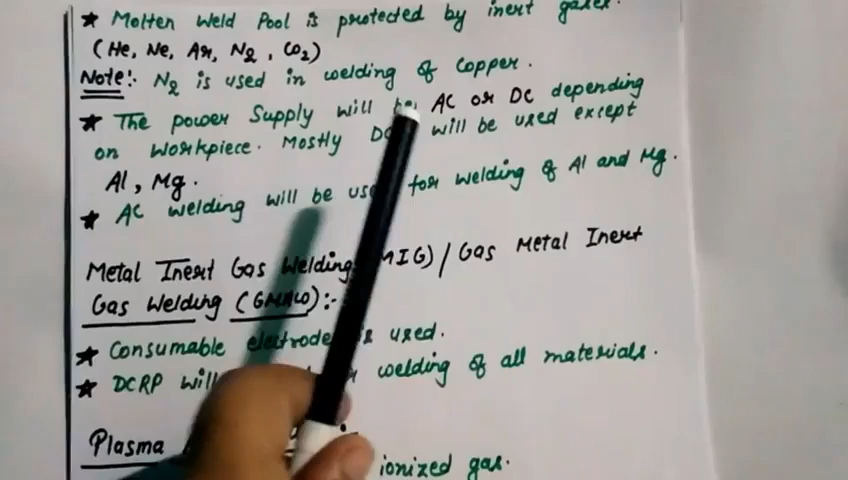 ★ Molten Weld Pool is protected by inert gases.
(He, Ne, Ar, N2, CO2)
Note:- N2 is used in welding of Copper.
★ The power Supply will be AC or DC depending
on Workpiece. Mostly DC will be used except
Al, Mg.
★ AC welding will be used for welding of Al and Mg.
Metal Inert Gas Welding (MIG) / Gas Metal Inert
Gas Welding (GMAW):-
★ Consumable electrode is used.
★ DCRP will welding of all materials.
Plasma
ionized gas.